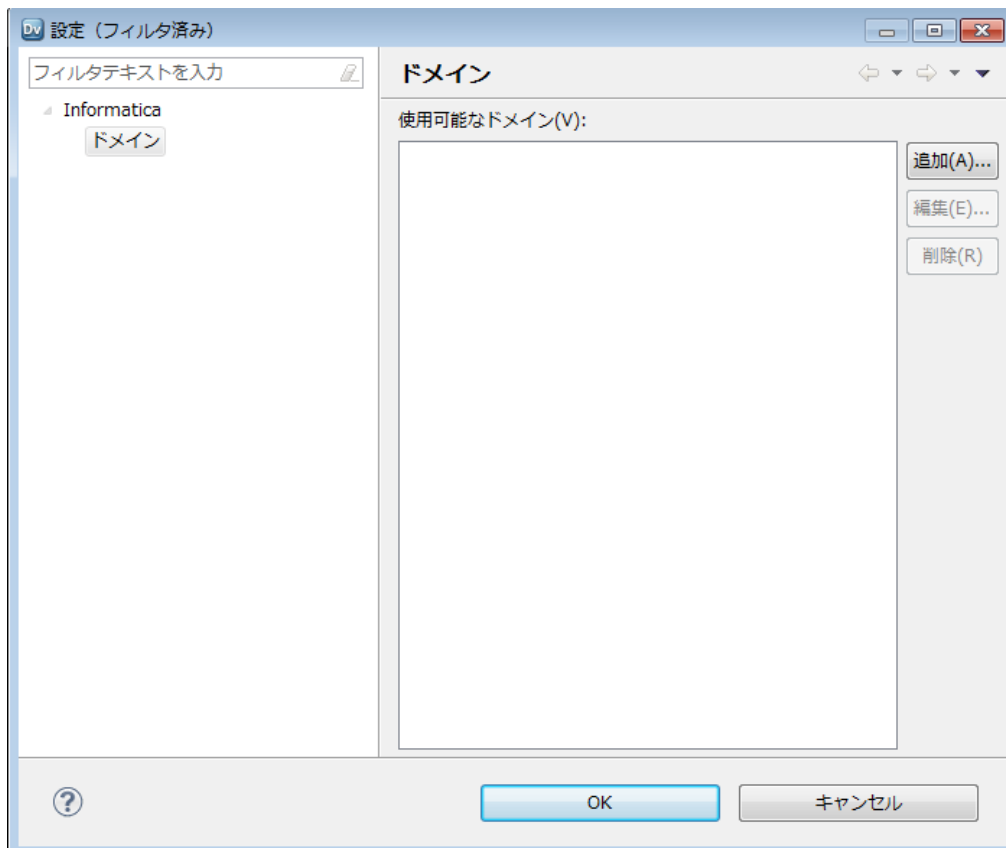 Dv 設定（フィルタ済み）
フィルタテキストを入力
Informatica
ドメイン
ドメイン
使用可能なドメイン(V):
追加(A)...
編集(E)...
削除(R)
?
OK
キャンセル